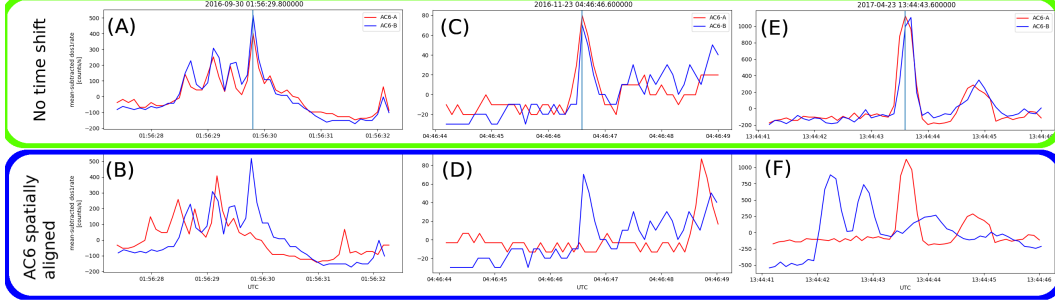 No time shift
2016-09-30 01:56:29.800000
(A)
AC6-A
AC6-B
mean-subtracted dos1rate
[counts/s]
500
400
300
200
100
0
−100
−200
01:56:28 01:56:29 01:56:30 01:56:31 01:56:32
2016-11-23 04:46:46.600000
(C)
AC6-A
AC6-B
80
60
40
20
0
−20
04:46:44 04:46:45 04:46:46 04:46:47 04:46:48 04:46:49
2017-04-23 13:44:43.600000
(E)
AC6-A
AC6-B
1000
800
600
400
200
0
−200
13:44:41 13:44:42 13:44:43 13:44:44 13:44:45 13:44:46
AC6 spatially
aligned
(B)
mean-subtracted dos1rate
[counts/s]
500
400
300
200
100
0
−100
−200
01:56:28 01:56:29 01:56:30 01:56:31 01:56:32
UTC
(D)
80
60
40
20
0
−20
04:46:44 04:46:45 04:46:46 04:46:47 04:46:48 04:46:49
UTC
(F)
1000
500
0
−500
13:44:41 13:44:42 13:44:43 13:44:44 13:44:45 13:44:46
UTC